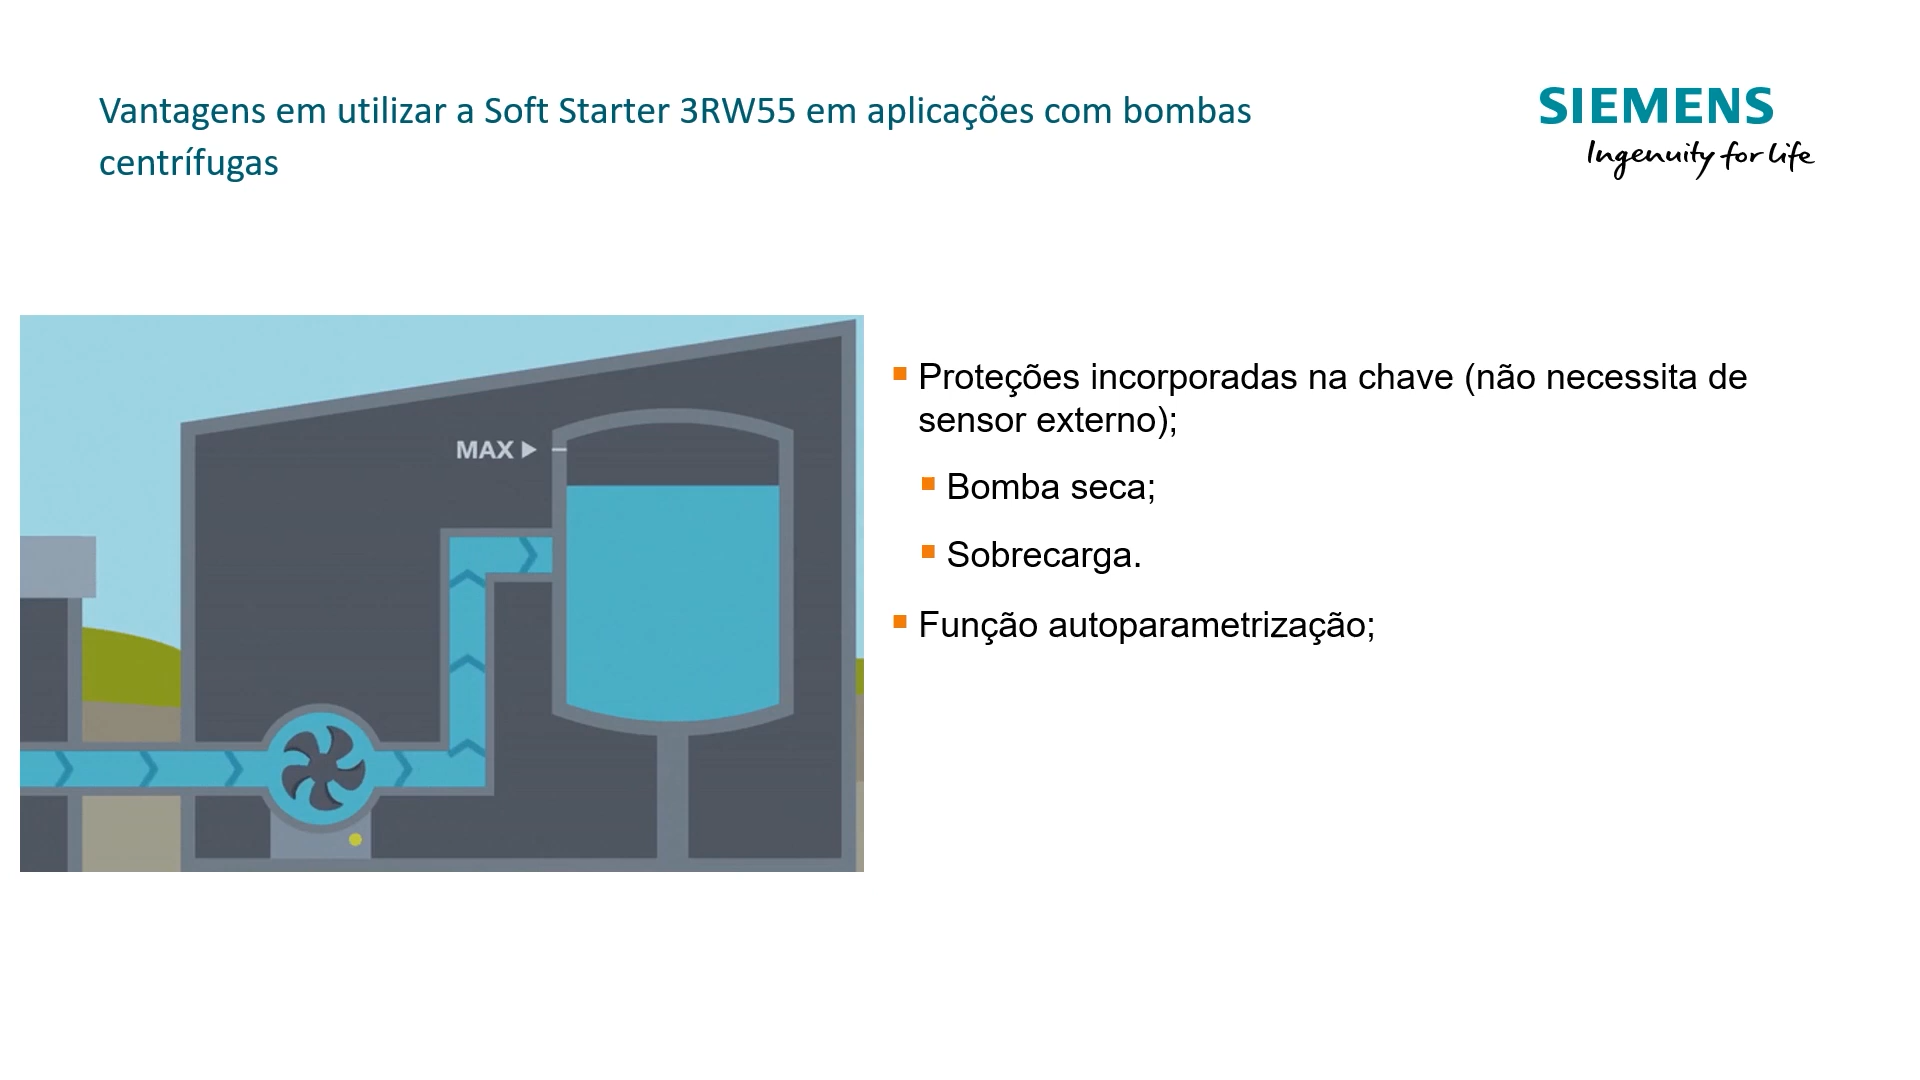 Vantagens em utilizar a Soft Starter 3RW55 em aplicações com bombas
centrífugas
SIEMENS
Ingenuity for life
MAX
Proteções incorporadas na chave (não necessita de
sensor externo);
Bomba seca;
Sobrecarga.
Função autoparametrização;